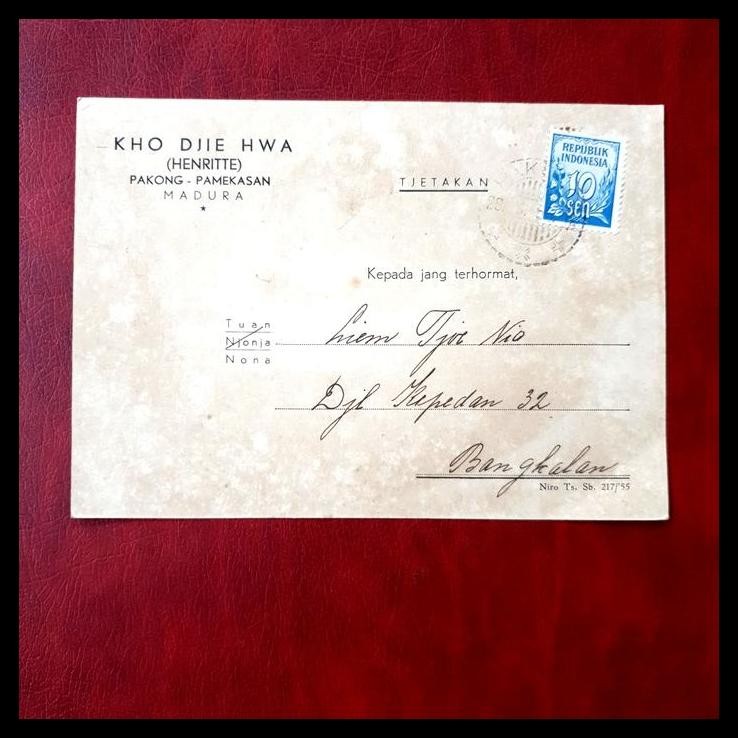 KHO DJIE HWA
(HENRITTE)
PAKONG - PAMEKASAN
MADURA
TJETAKAN
REPUBLIK
INDONESIA
10
SEN
Kepada jang terhormat,
Tuan
Njonja
Nona
Liem Tjoe Nio
Djl Kepedan 32
Bangkalan
Niro Ts. Sb. 217/'55